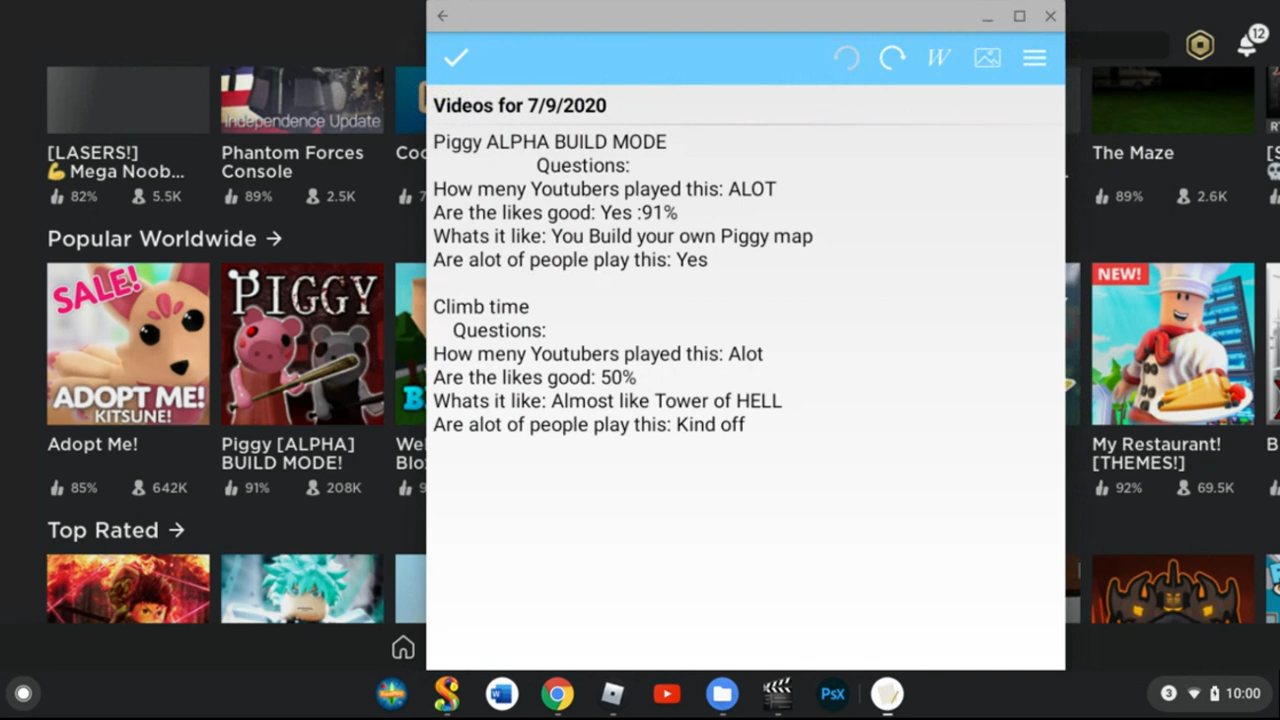 12
Independence Update
[LASERS!]
💪Mega Noob...
82% 5.5K
Phantom Forces
Console
89% 2.5K
Coo
7
The Maze
89% 2.6K
[S
Popular Worldwide →
SALE!
ADOPT ME!
KITSUNE!
Adopt Me!
85% 642K
PIGGY
Piggy [ALPHA]
BUILD MODE!
91% 208K
B
Wel
Blo
9
NEW!
My Restaurant!
[THEMES!]
92% 69.5K
B
Top Rated →
Videos for 7/9/2020
Piggy ALPHA BUILD MODE
Questions:
How meny Youtubers played this: ALOT
Are the likes good: Yes :91%
Whats it like: You Build your own Piggy map
Are alot of people play this: Yes
Climb time
Questions:
How meny Youtubers played this: Alot
Are the likes good: 50%
Whats it like: Almost like Tower of HELL
Are alot of people play this: Kind off
W
PsX
3 10:00